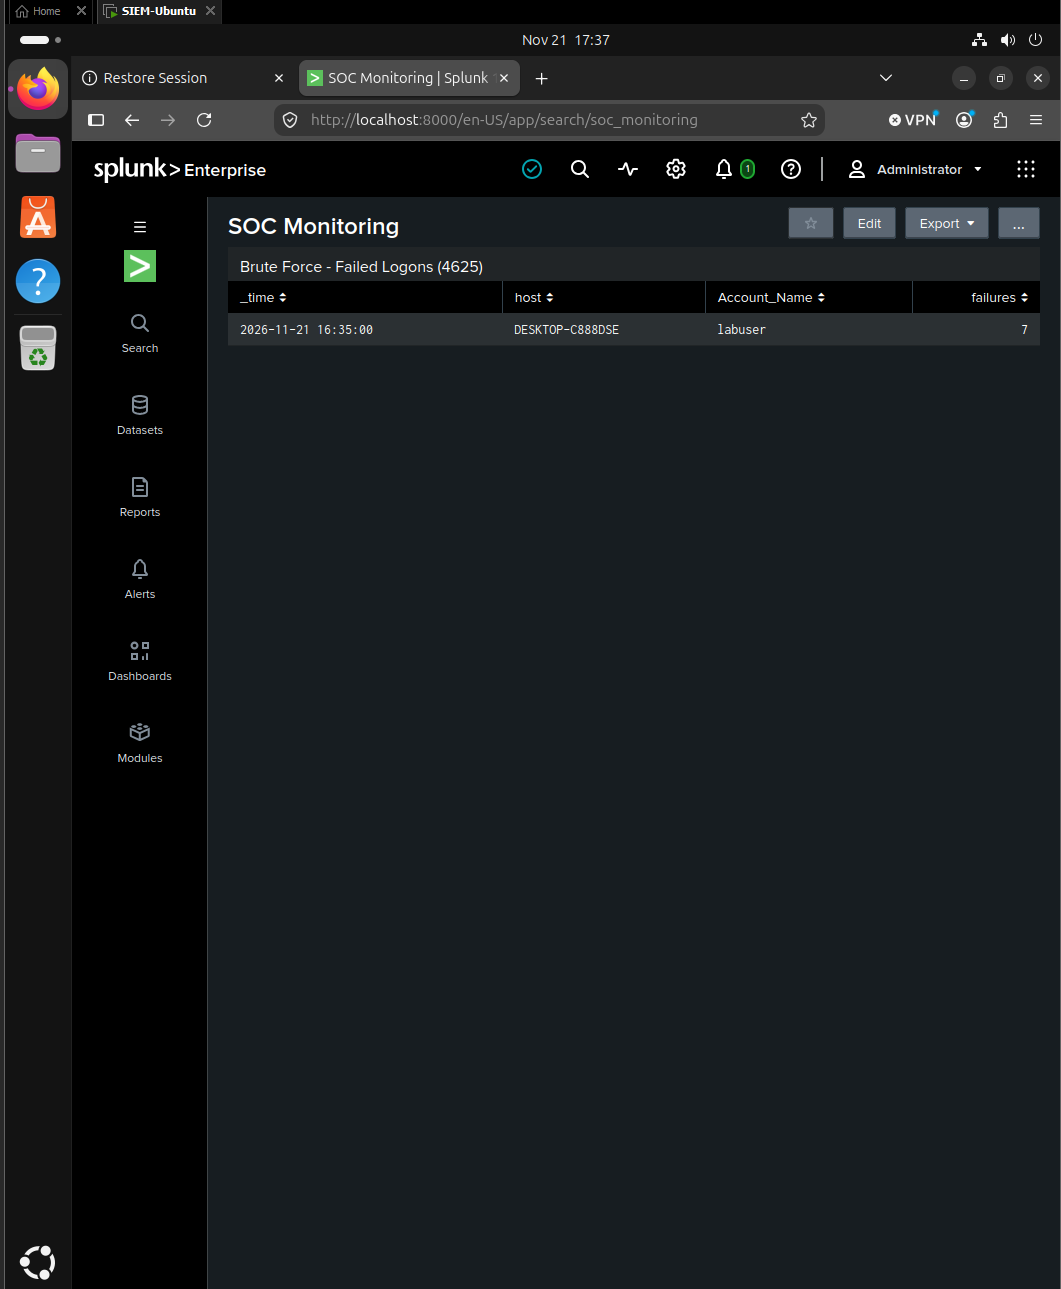 Home
SIEM-Ubuntu
Nov 21 17:37
Restore Session
SOC Monitoring | Splunk
http://localhost:8000/en-US/app/search/soc_monitoring
VPN
splunk>Enterprise
1
Administrator
SOC Monitoring
Edit
Export
...
Brute Force - Failed Logons (4625)
_time
host
Account_Name
failures
2026-11-21 16:35:00
DESKTOP-C888DSE
labuser
7
Search
Datasets
Reports
Alerts
Dashboards
Modules